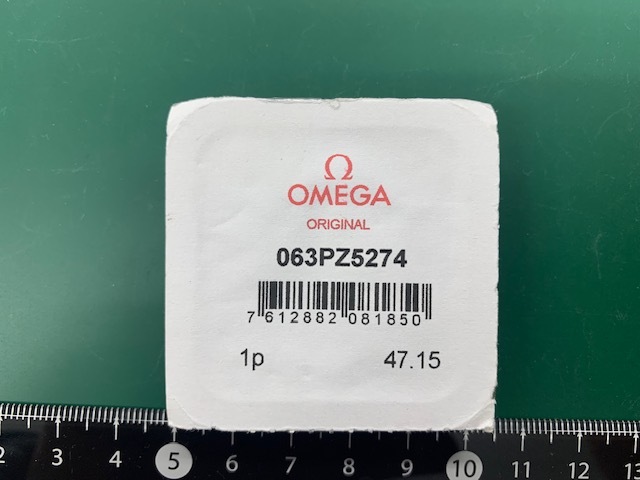 Ω
OMEGA
ORIGINAL
063PZ5274
7 612882 081850
1p 47.15
2 3 4 5 6 7 8 9 10 11 12 13